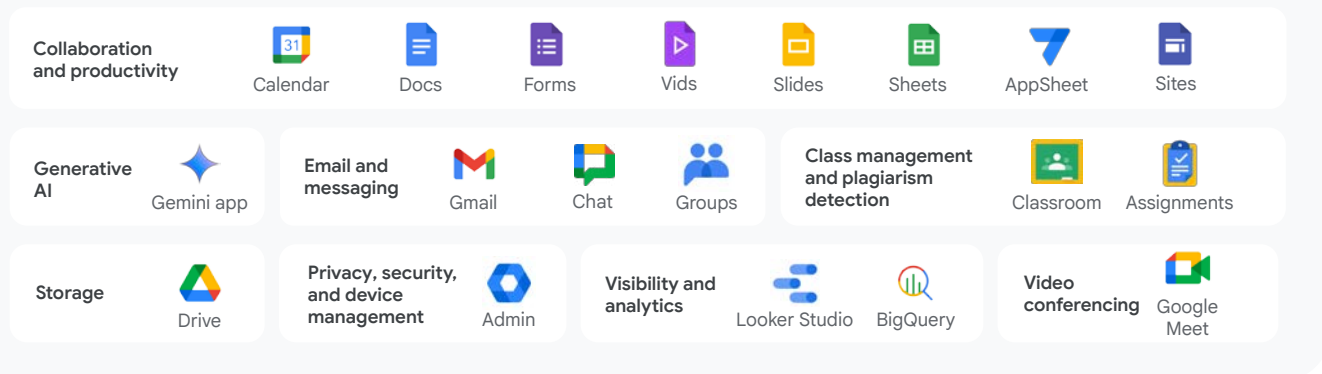 Collaboration
and productivity
31
Calendar
Docs
Forms
Vids
Slides
Sheets
AppSheet
Sites
Generative
AI
Gemini app
Email and
messaging
Gmail
Chat
Groups
Class management
and plagiarism
detection
Classroom
Assignments
Storage
Drive
Privacy, security,
and device
management
Admin
Visibility and
analytics
Looker Studio
BigQuery
Video
conferencing
Google
Meet